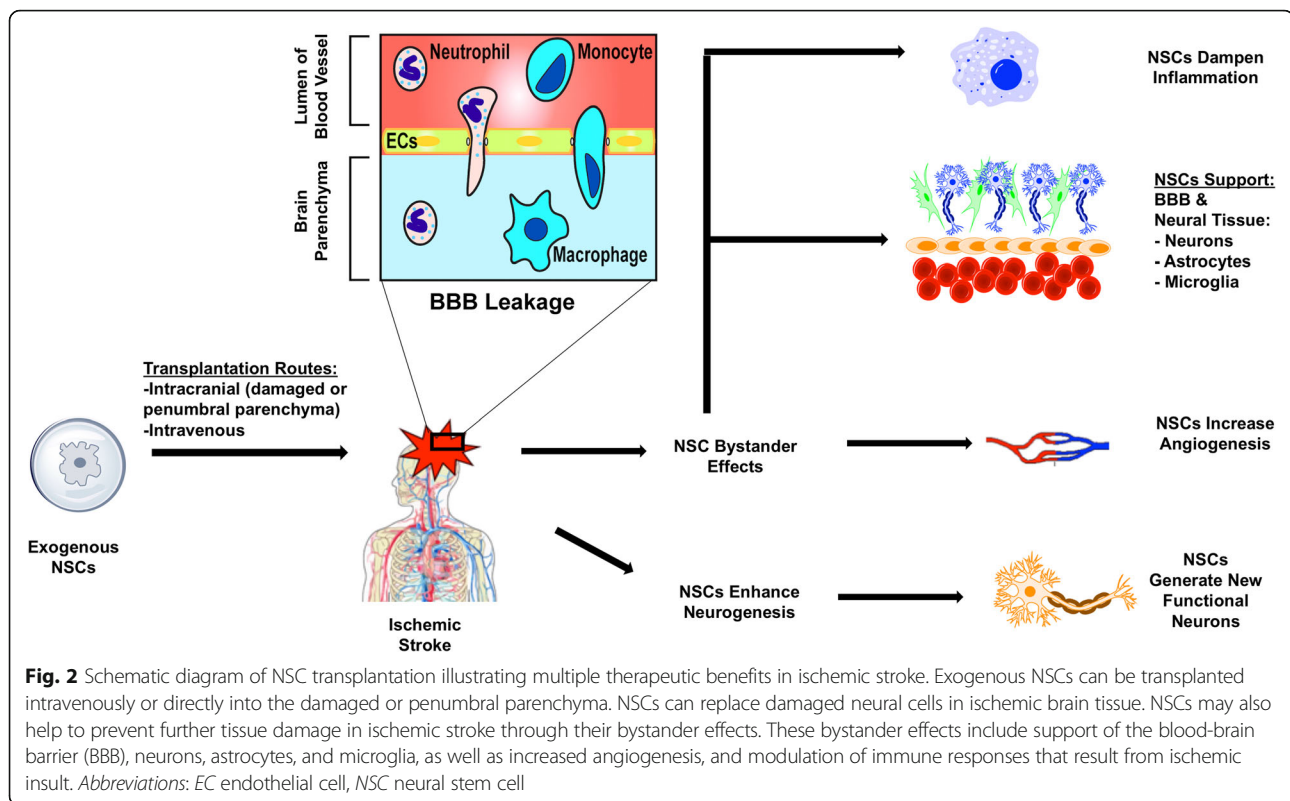 Lumen of
Blood Vessel
Brain
Parenchyma
Neutrophil
Monocyte
ECs
Macrophage
BBB Leakage
Transplantation Routes:
-Intracranial (damaged or
penumbral parenchyma)
-Intravenous
Exogenous
NSCs
Ischemic
Stroke
NSC Bystander
Effects
NSCs Enhance
Neurogenesis
NSCs Dampen
Inflammation
NSCs Support:
BBB &
Neural Tissue:
- Neurons
- Astrocytes
- Microglia
NSCs Increase
Angiogenesis
NSCs
Generate New
Functional
Neurons
Fig. 2 Schematic diagram of NSC transplantation illustrating multiple therapeutic benefits in ischemic stroke. Exogenous NSCs can be transplanted
intravenously or directly into the damaged or penumbral parenchyma. NSCs can replace damaged neural cells in ischemic brain tissue. NSCs may also
help to prevent further tissue damage in ischemic stroke through their bystander effects. These bystander effects include support of the blood-brain
barrier (BBB), neurons, astrocytes, and microglia, as well as increased angiogenesis, and modulation of immune responses that result from ischemic
insult. Abbreviations: EC endothelial cell, NSC neural stem cell